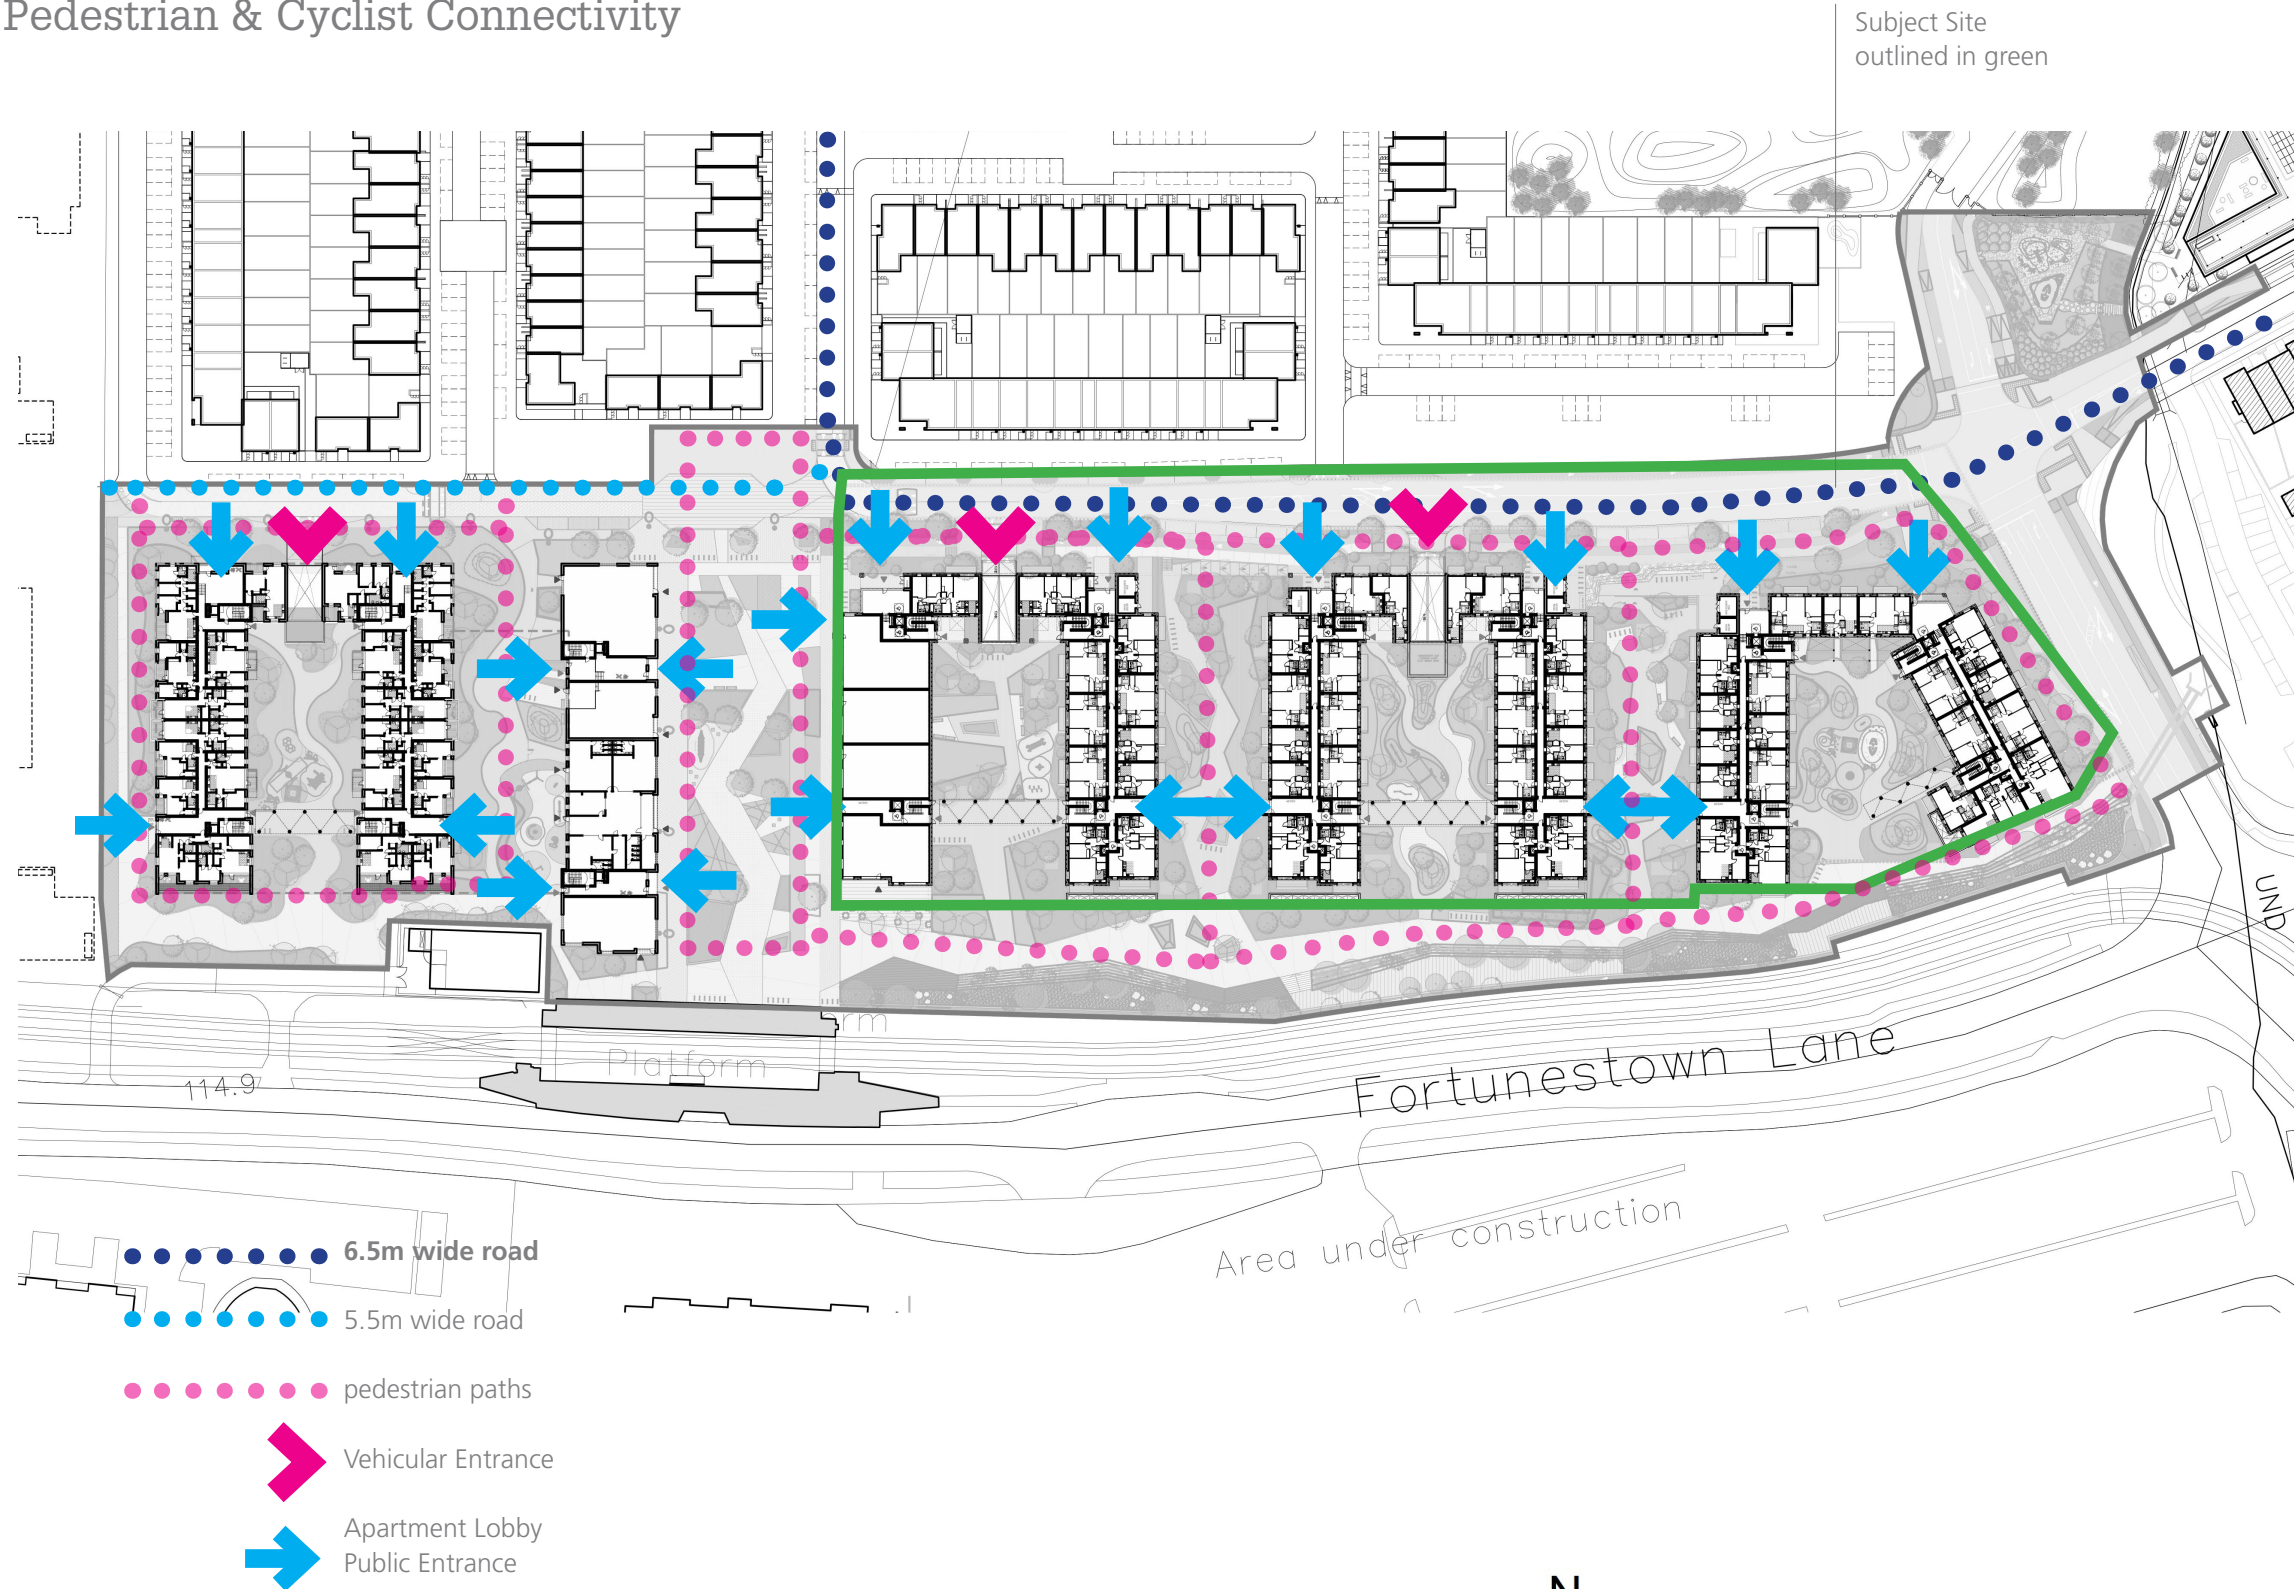 Pedestrian & Cyclist Connectivity
Subject Site
outlined in green
Platform
114.9
Fortunestown Lane
UND
Area under construction
6.5m wide road
5.5m wide road
pedestrian paths
Vehicular Entrance
Apartment Lobby
Public Entrance
N